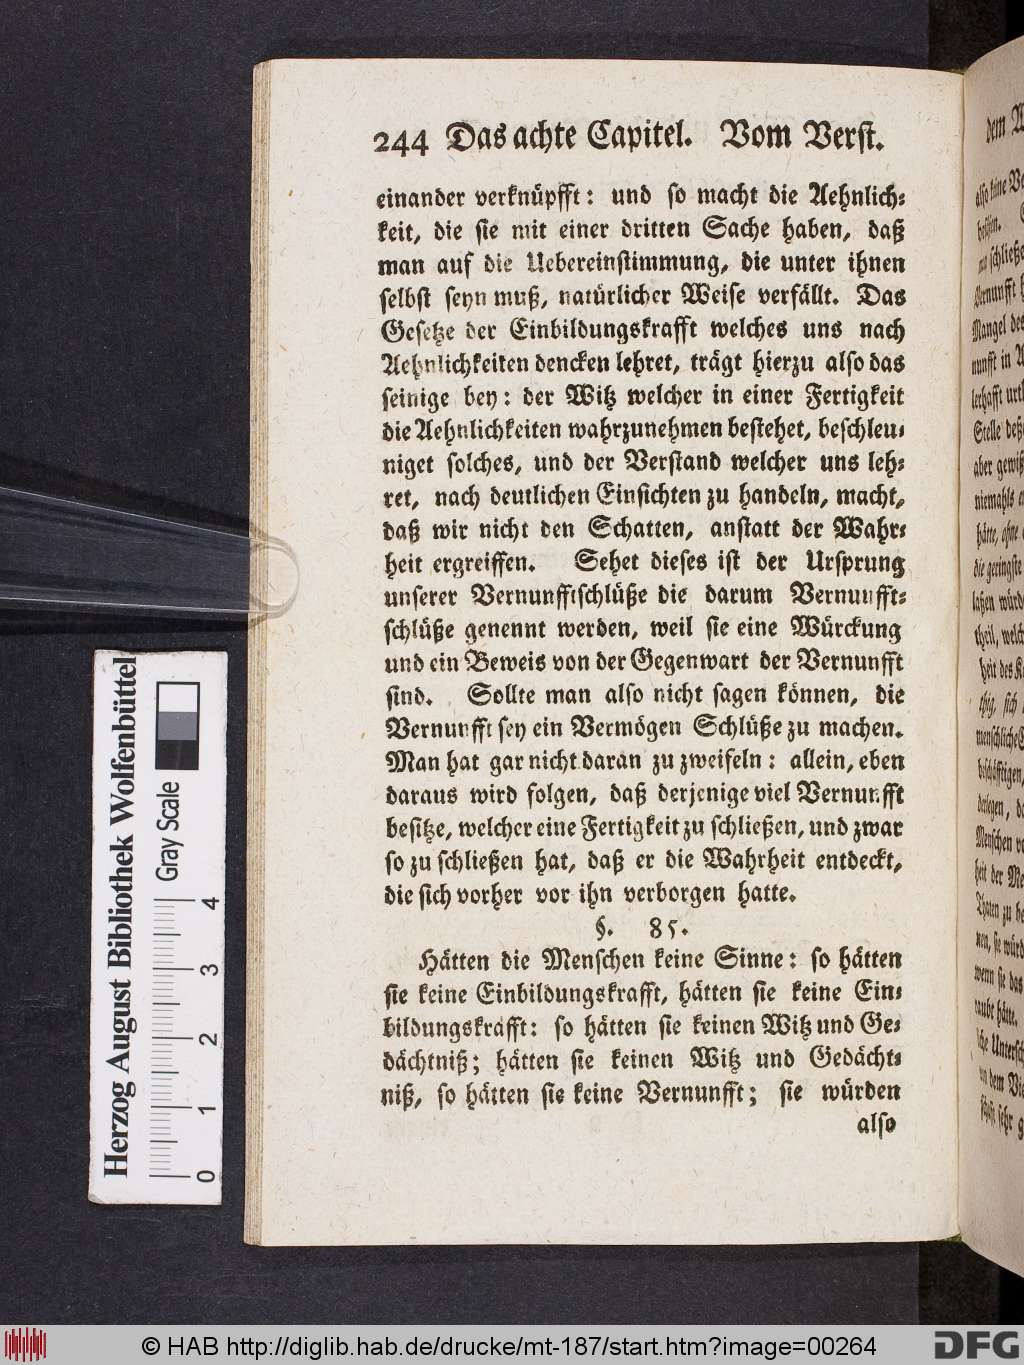 244 Das achte Capitel. Vom Verst.
einander verknüpfft: und so macht die Aehnlich-
keit, die sie mit einer dritten Sache haben, daß
man auf die Uebereinstimmung, die unter ihnen
selbst seyn muß, natürlicher Weise verfällt. Das
Gesetze der Einbildungskrafft welches uns nach
Aehnlichkeiten dencken lehret, trägt hierzu also das
seinige bey: der Witz welcher in einer Fertigkeit
die Aehnlichkeiten wahrzunehmen bestehet, beschleu-
niget solches, und der Verstand welcher uns leh-
ret, nach deutlichen Einsichten zu handeln, macht,
daß wir nicht den Schatten, anstatt der Wahr-
heit ergreiffen. Sehet dieses ist der Ursprung
unserer Vernunfftschlüße die darum Vernunfft-
schlüße genennt werden, weil sie eine Würckung
und ein Beweis von der Gegenwart der Vernunfft
sind. Sollte man also nicht sagen können, die
Vernunfft sey ein Vermögen Schlüße zu machen.
Man hat gar nicht daran zu zweifeln: allein, eben
daraus wird folgen, daß derjenige viel Vernunfft
besitze, welcher eine Fertigkeit zu schließen, und zwar
so zu schließen hat, daß er die Wahrheit entdeckt,
die sich vorher vor ihn verborgen hatte.
§. 85.
Hätten die Menschen keine Sinne: so hätten
sie keine Einbildungskrafft, hätten sie keine Ein-
bildungskrafft: so hätten sie keinen Witz und Ge-
dächtniß; hätten sie keinen Witz und Gedächt-
niß, so hätten sie keine Vernunfft; sie würden
also
Herzog August Bibliothek Wolfenbüttel
Gray Scale
0 1 2 3 4
© HAB http://diglib.hab.de/drucke/mt-187/start.htm?image=00264
DFG